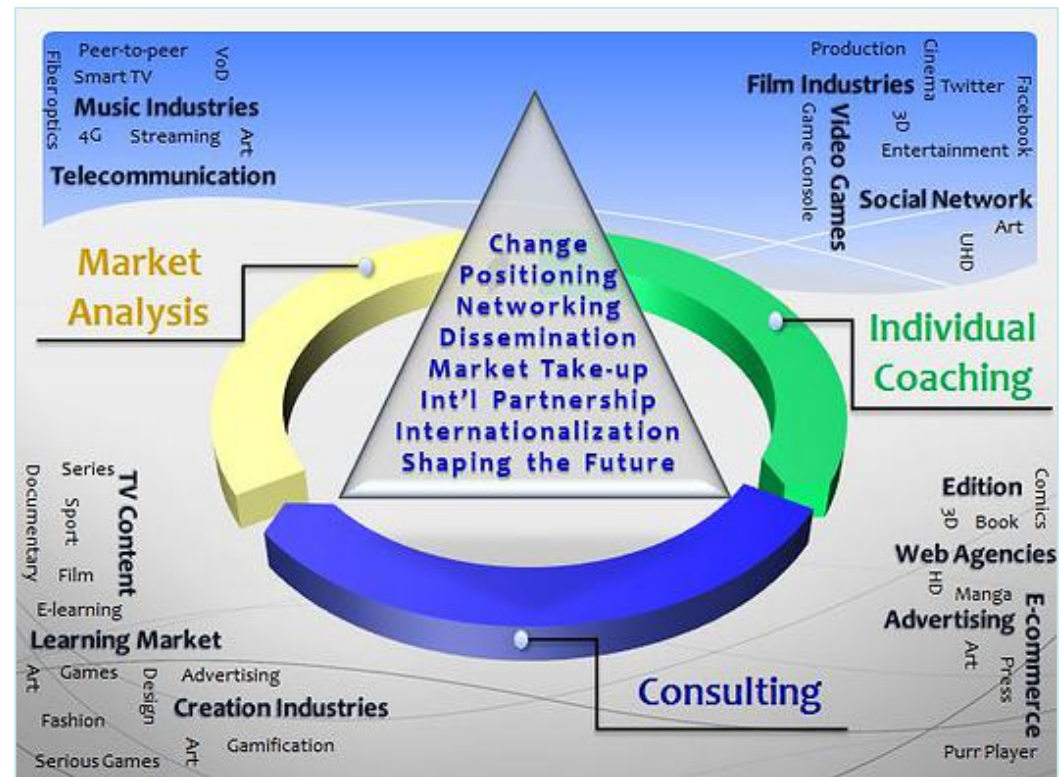 Peer-to-peer
VoD
Fiber optics
Smart TV
Music Industries
4G
Streaming
Art
Telecommunication
Production
Cinema
Film Industries
Twitter
Facebook
Video Games
Game Console
3D
Entertainment
Social Network
Art
UHD
Market
Analysis
Change
Positioning
Networking
Dissemination
Market Take-up
Int'l Partnership
Internationalization
Shaping the Future
Individual
Coaching
Series
TV Content
Documentary
Sport
Film
E-learning
Learning Market
Art
Games
Design
Advertising
Creation Industries
Fashion
Art
Gamification
Serious Games
Edition
Comics
3D
Book
Web Agencies
HD
Manga
E-commerce
Advertising
Art
Press
Purr Player
Consulting